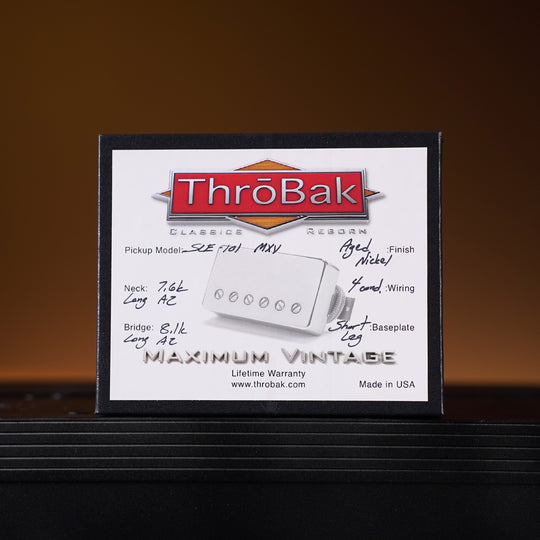 ThrōBak
CLASSICS REBORN
Pickup Model: SLE-101 MXV Aged :Finish
Nickel
Neck: 7.6k 4 cond. :Wiring
Long A2
Bridge: 8.1k Short :Baseplate
Long A2 Leg
MAXIMUM VINTAGE
Lifetime Warranty
www.throbak.com Made in USA